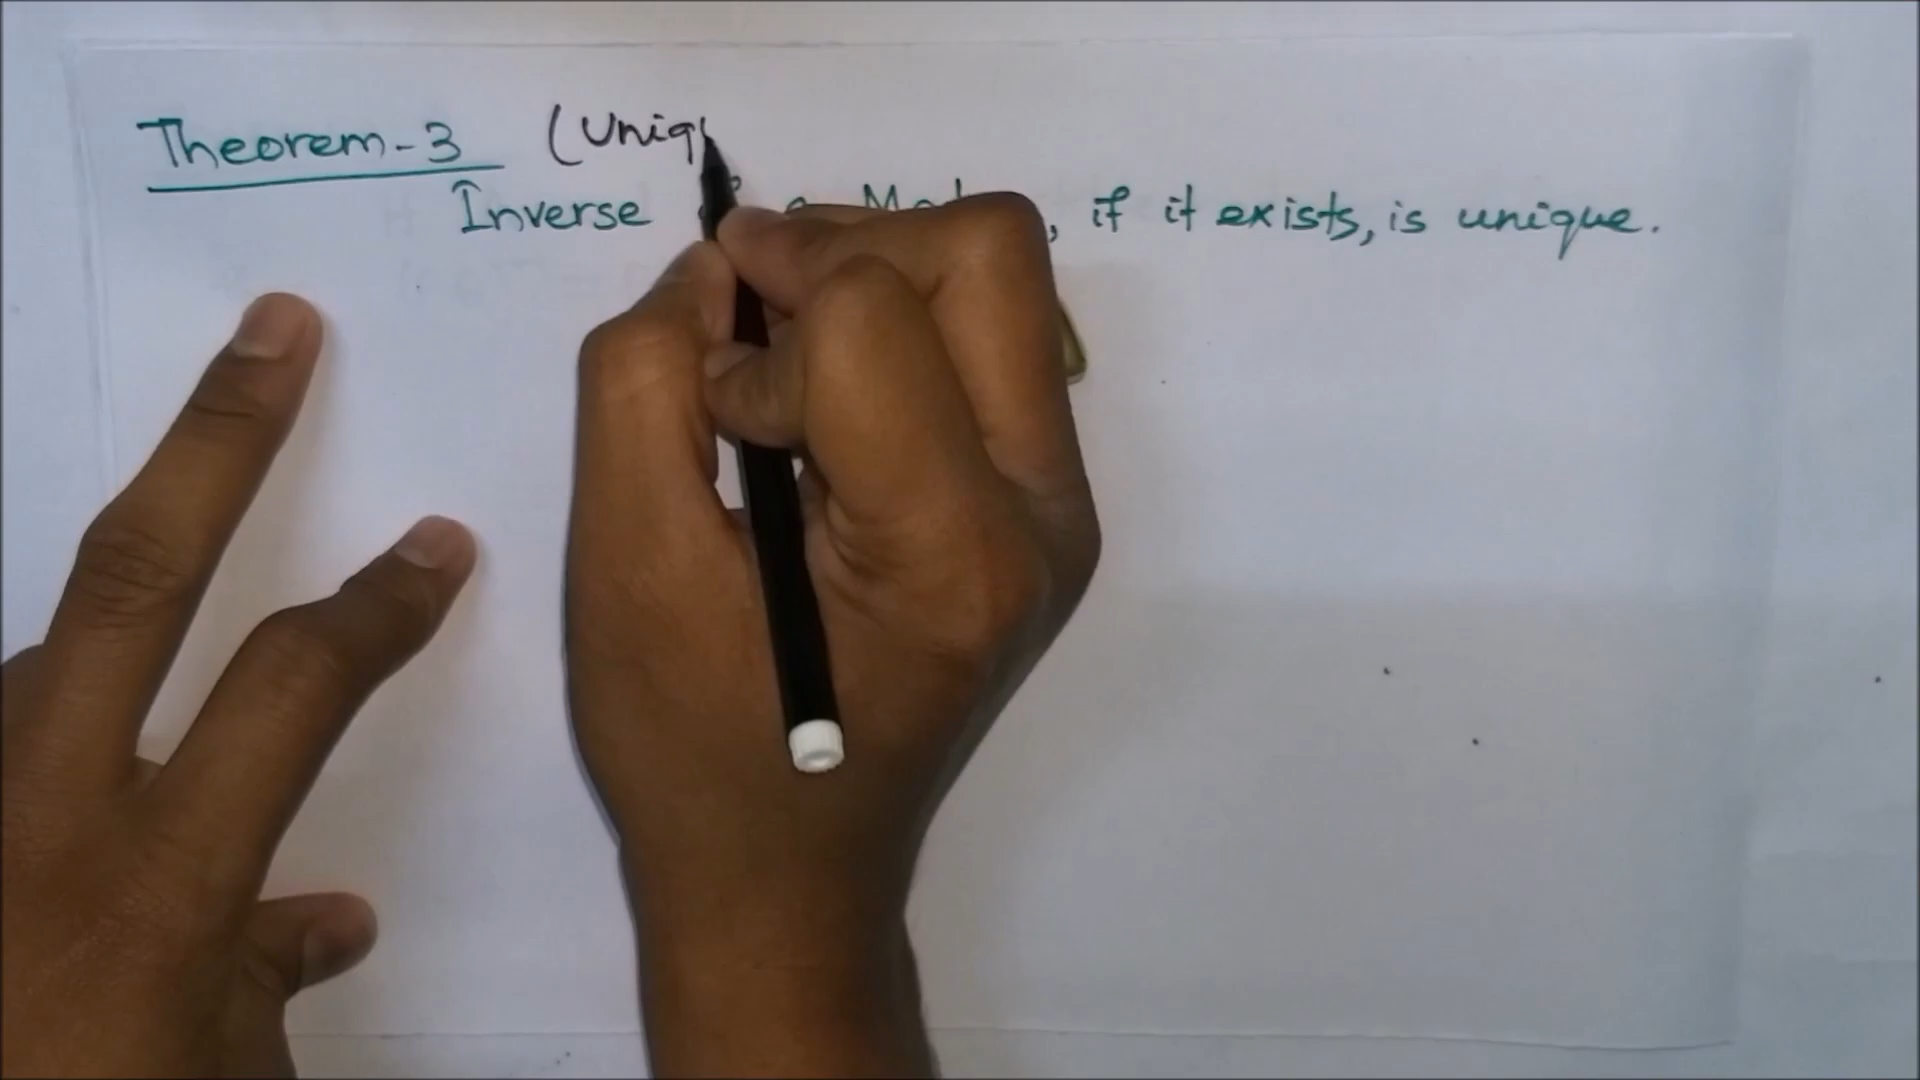 Theorem-3 (Uniq
Inverse a , if it exists, is unique.